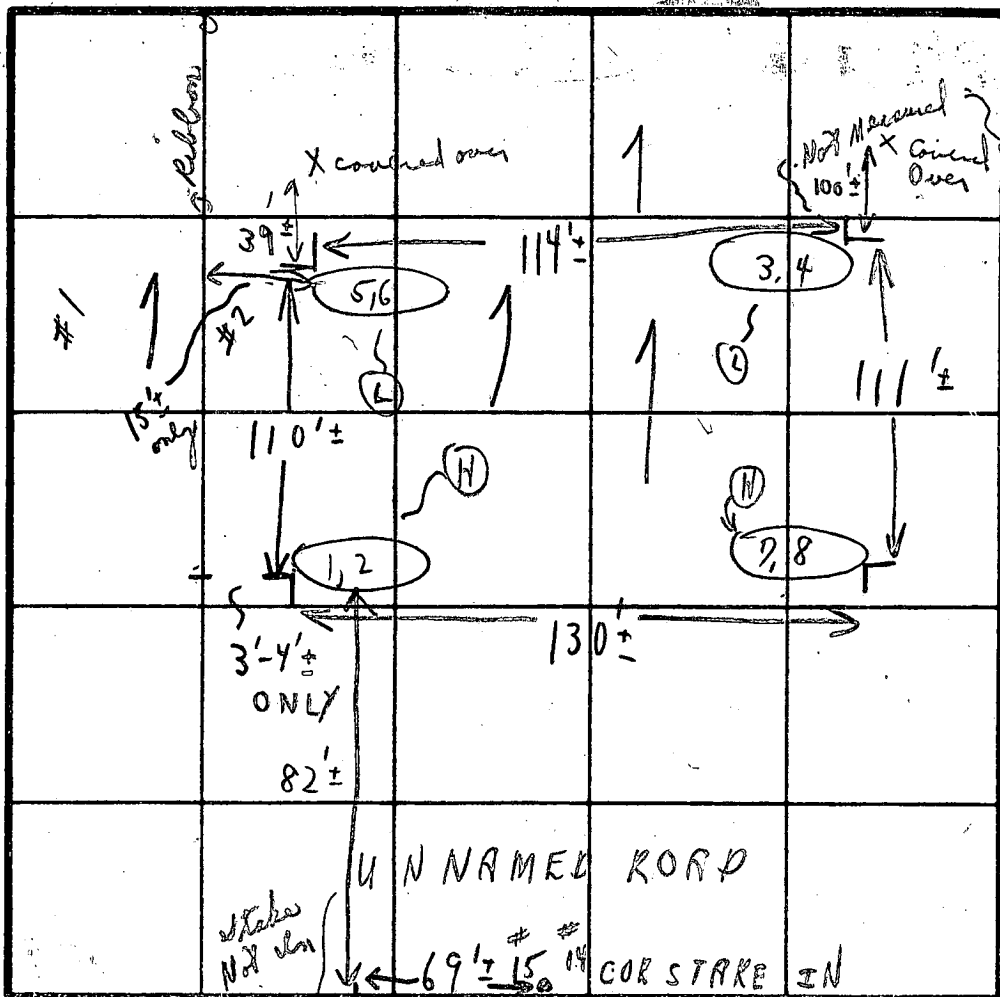 Ribbon
X covered over
Not Measured
X Covered
Over
100'±
39'±
114'±
5,6
3,4
#1
#2
L
L
111'±
15'±
only
110'±
H
H
1,2
7,8
3'-4'±
ONLY
130'±
82'±
UNNAMED ROAD
Stake
Not In
69'± #15 #14 COR STAKE IN